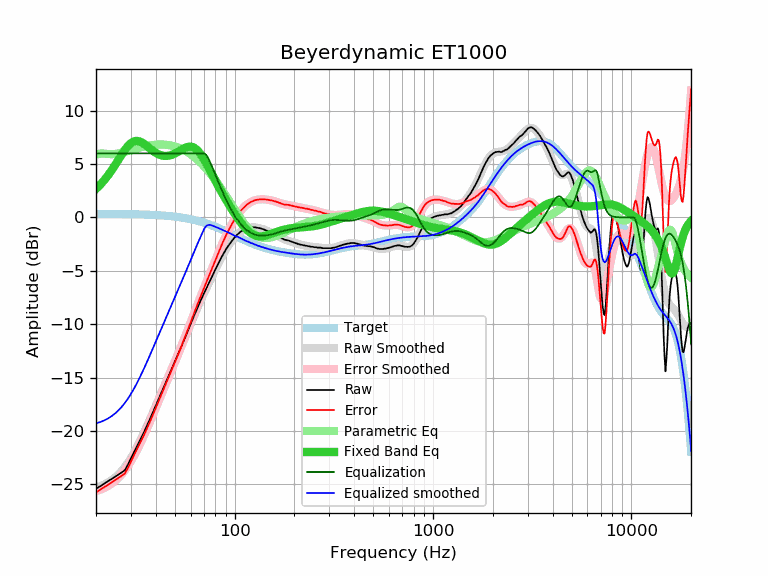 Beyerdynamic ET1000
10
5
0
−5
−10
−15
−20
−25
Amplitude (dBr)
Target
Raw Smoothed
Error Smoothed
Raw
Error
Parametric Eq
Fixed Band Eq
Equalization
Equalized smoothed
100
1000
10000
Frequency (Hz)